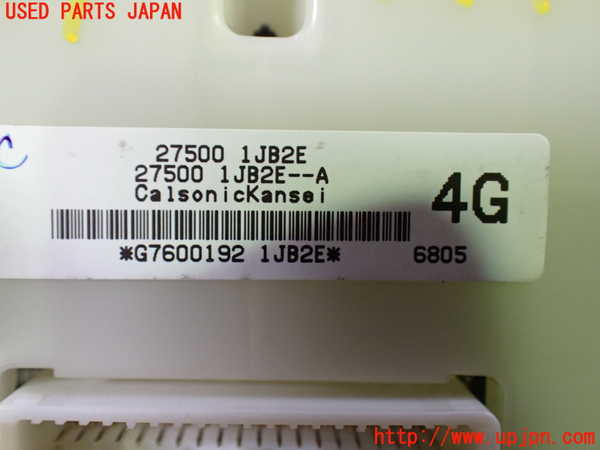 USED PARTS JAPAN
C
27500 1JB2E
27500 1JB2E--A
CalsonicKansei
4G
*G7600192 1JB2E*
6805
http://www.upjpn.com